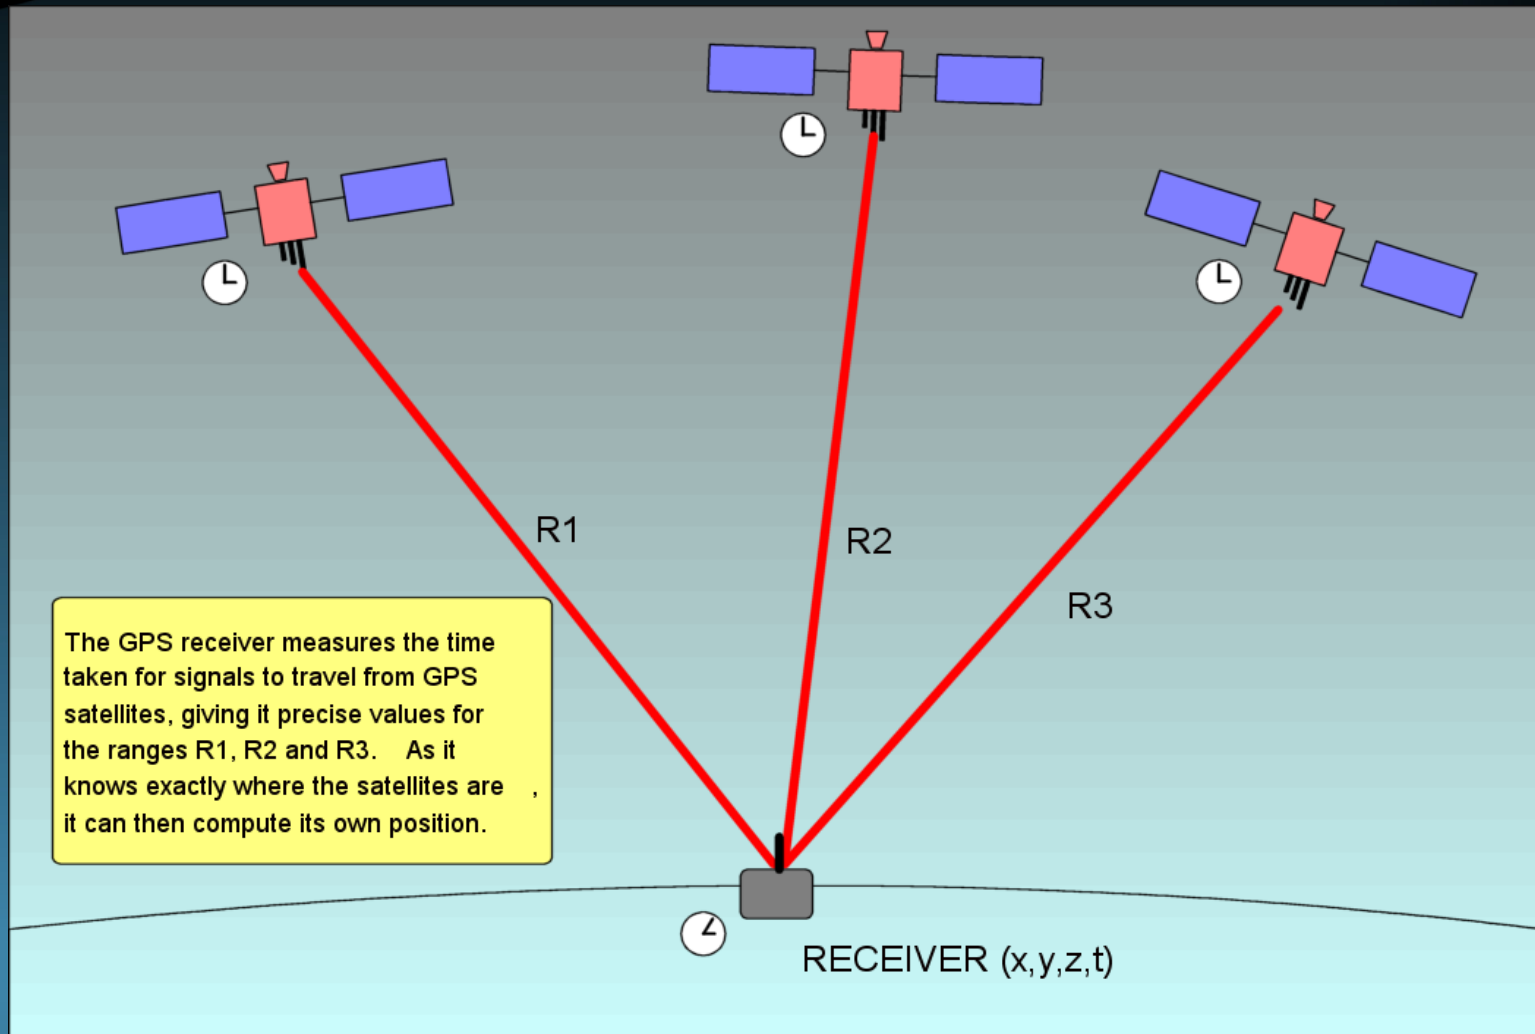 R1
R2
R3
The GPS receiver measures the time
taken for signals to travel from GPS
satellites, giving it precise values for
the ranges R1, R2 and R3. As it
knows exactly where the satellites are ,
it can then compute its own position.
RECEIVER (x,y,z,t)